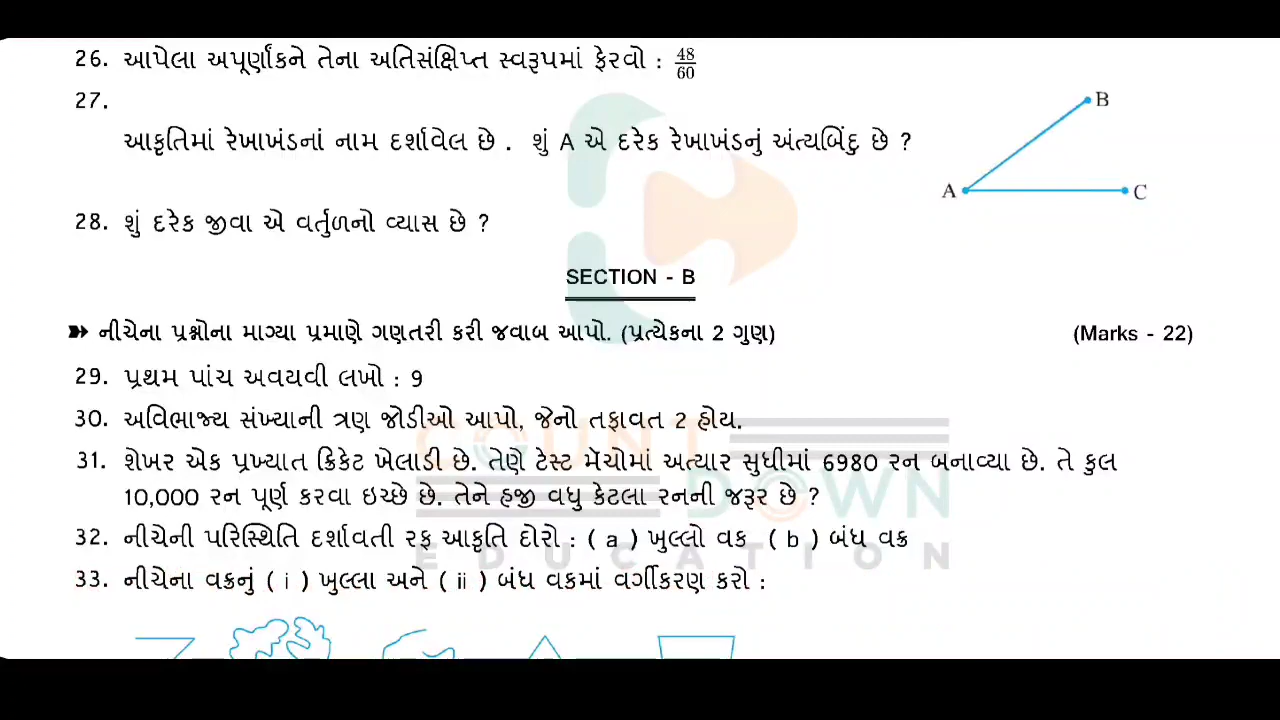 26. આપેલા અપૂર્ણાંકને તેના અતિસંક્ષિપ્ત સ્વરૂપમાં ફેરવો : 48/60
27.
આકૃતિમાં રેખાખંડનાં નામ દર્શાવેલ છે . શું A એ દરેક રેખાખંડનું અંત્યબિંદુ છે ?
B
A
C
28. શું દરેક જીવા એ વર્તુળનો વ્યાસ છે ?
SECTION - B
➽ નીચેના પ્રશ્નોના માગ્યા પ્રમાણે ગણતરી કરી જવાબ આપો. (પ્રત્યેકના 2 ગુણ) (Marks - 22)
29. પ્રથમ પાંચ અવયવી લખો : 9
30. અવિભાજ્ય સંખ્યાની ત્રણ જોડીઓ આપો, જેનો તફાવત 2 હોય.
31. શેખર એક પ્રખ્યાત ક્રિકેટ ખેલાડી છે. તેણે ટેસ્ટ મૅચોમાં અત્યાર સુધીમાં 6980 રન બનાવ્યા છે. તે કુલ
10,000 રન પૂર્ણ કરવા ઇચ્છે છે. તેને હજી વધુ કેટલા રનની જરૂર છે ?
32. નીચેની પરિસ્થિતિ દર્શાવતી રફ આકૃતિ દોરો : ( a ) ખુલ્લો વક ( b ) બંધ વક્ર
33. નીચેના વક્રનું ( i ) ખુલ્લા અને ( ii ) બંધ વકમાં વર્ગીકરણ કરો :
COUNT
DOWN
EDUCATION